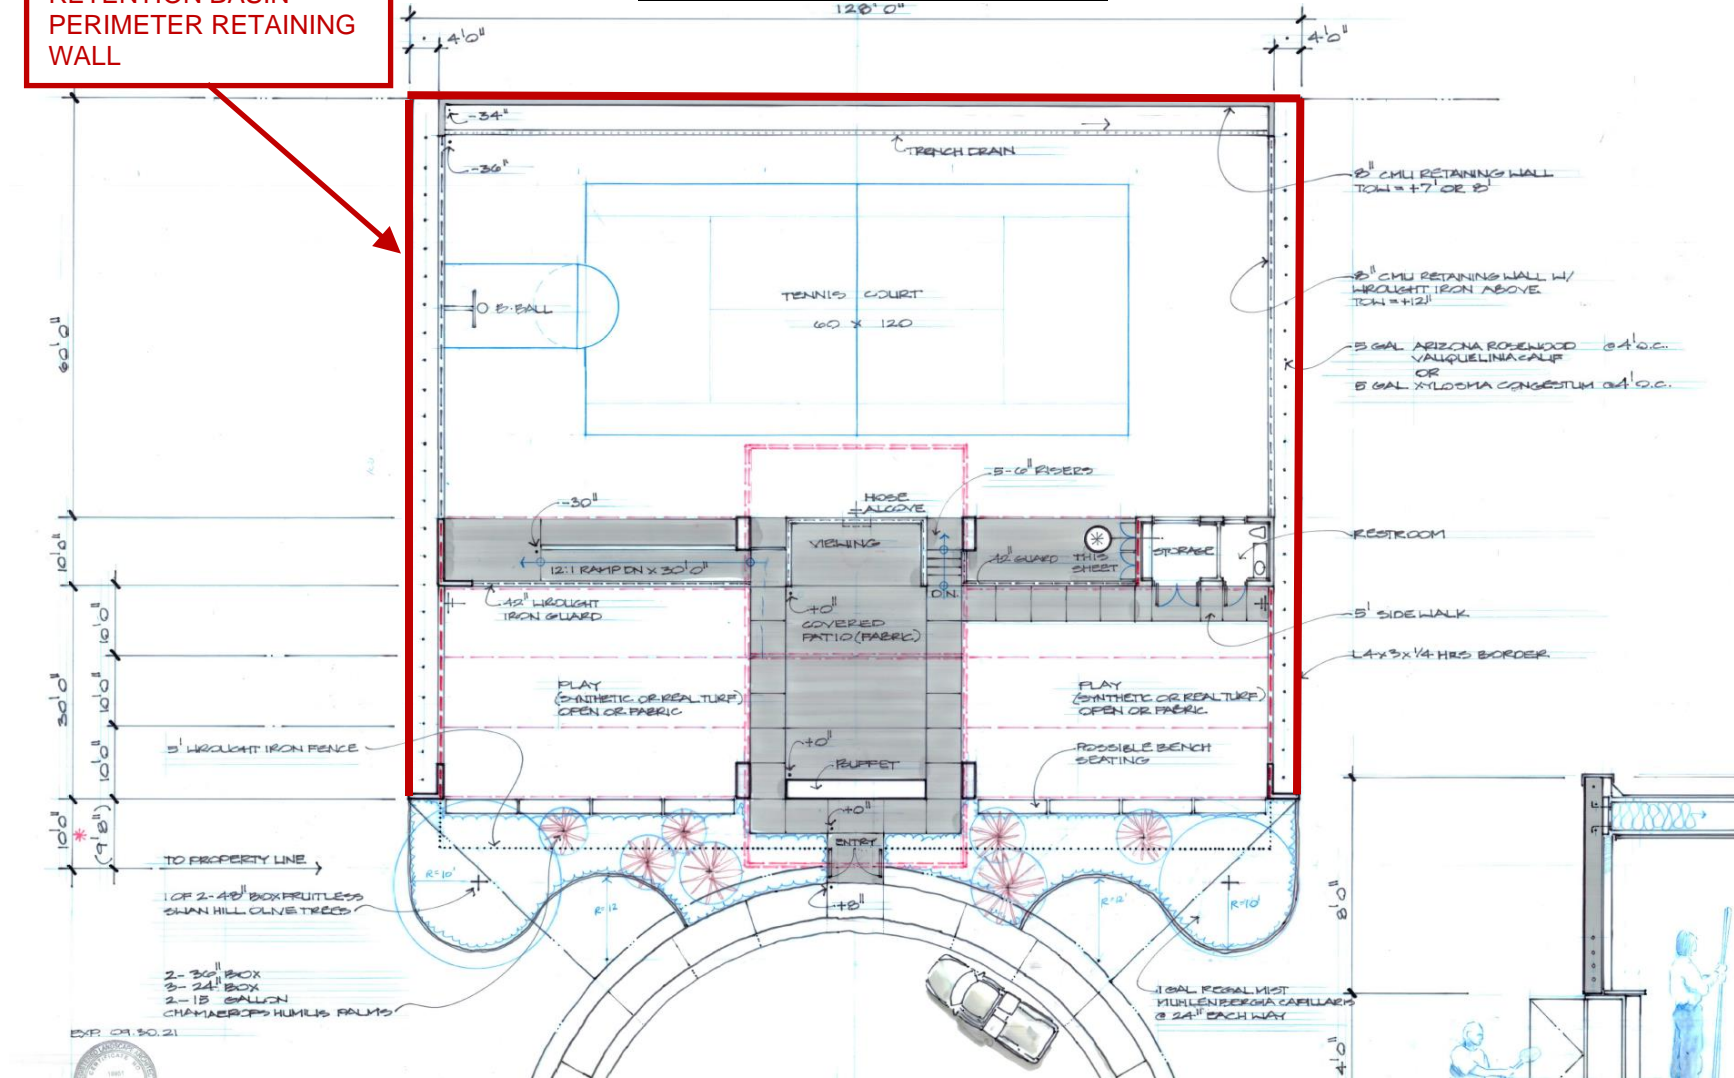 RETENTION BASIN
PERIMETER RETAINING
WALL
128'0"
4'0"
4'0"
-34"
-36"
TRENCH DRAIN
8" CMU RETAINING WALL
TOW = +7' OR 8'
8" CMU RETAINING WALL W/
WROUGHT IRON ABOVE
TOW = +12"
5 GAL ARIZONA ROSEWOOD @ 4' O.C.
VAUQUELINIA CALIF
OR
5 GAL XYLOSMA CONGESTUM @ 4' O.C.
TENNIS COURT
60 X 120
B-BALL
60'0"
5-6" RISERS
-30"
HOSE
ALCOVE
VIEWING
12:1 RAMP DN X 30'0"
42" GUARD
THIS
SHEET
STORAGE
RESTROOM
DN.
10'0"
42" WROUGHT
IRON GUARD
+0"
COVERED
PATIO (FABRIC)
5' SIDEWALK
L4x3x1/4 HRS BORDER
10'0"
10'0"
10'0"
30'0"
PLAY
(SYNTHETIC OR REAL TURF)
OPEN OR FABRIC
PLAY
(SYNTHETIC OR REAL TURF)
OPEN OR FABRIC
5' WROUGHT IRON FENCE
+0"
BUFFET
POSSIBLE BENCH
SEATING
10'0"
*
(9'8")
+0"
ENTRY
+8"
TO PROPERTY LINE
1 OF 2-48" BOX FRUITLESS
SWAN HILL OLIVE TREES
R=10'
R=12
R=12'
R=10'
2-36" BOX
3-24" BOX
2-15 GALLON
CHAMAEROPS HUMILIS PALMS
1 GAL REGAL MIST
MUHLENBERGIA CAPILLARIS
@ 24" EACH WAY
8'0"
4'0"
EXP. 09.30.21